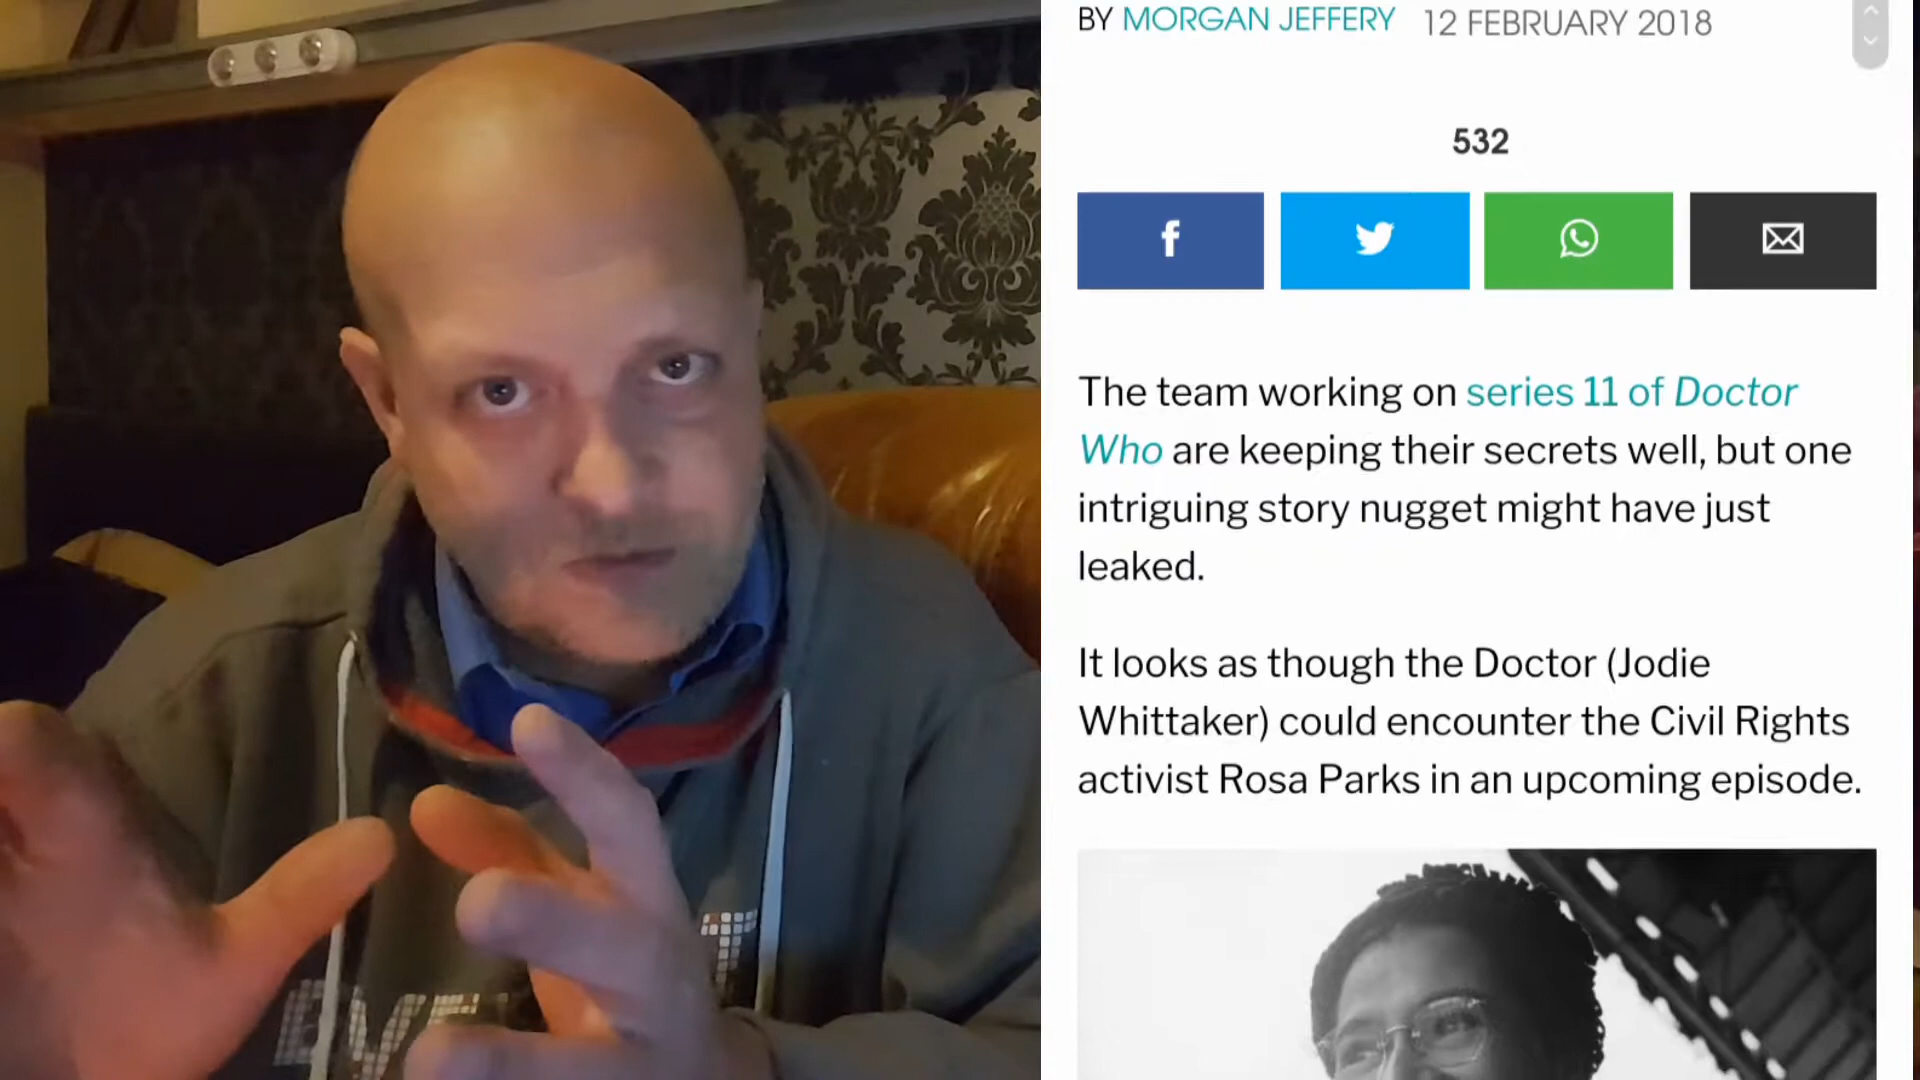 BY MORGAN JEFFERY 12 FEBRUARY 2018
532
The team working on series 11 of Doctor
Who are keeping their secrets well, but one
intriguing story nugget might have just
leaked.
It looks as though the Doctor (Jodie
Whittaker) could encounter the Civil Rights
activist Rosa Parks in an upcoming episode.